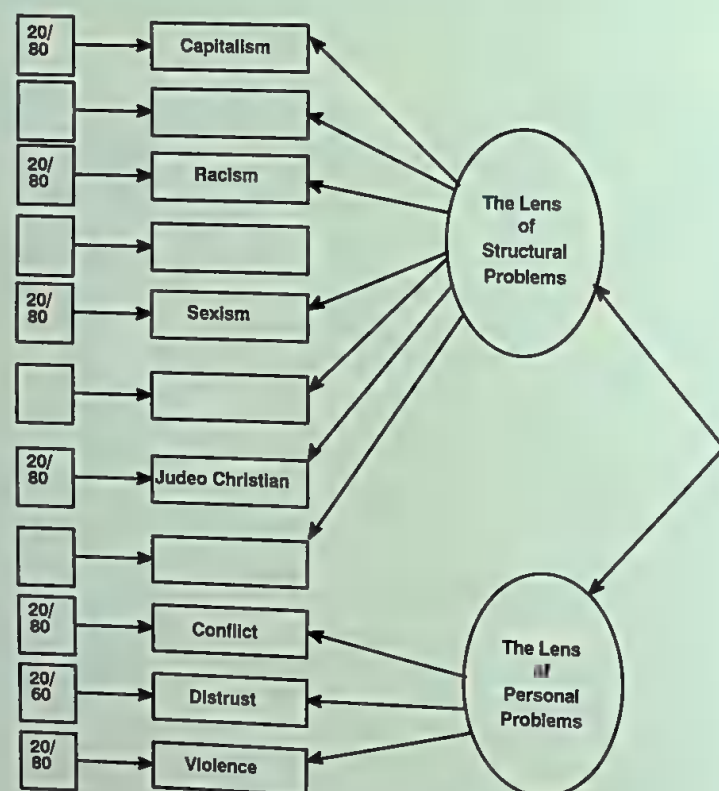 20/
80
Capitalism
20/
80
Racism
20/
80
Sexism
20/
80
Judeo Christian
20/
80
Conflict
20/
60
Distrust
20/
80
Violence
The Lens
of
Structural
Problems
The Lens
of
Personal
Problems